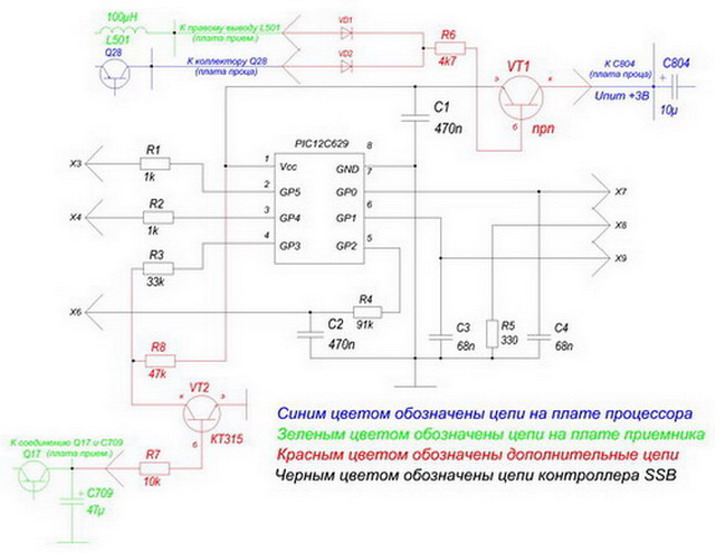 100µH
L501
К правому выводу L501
(плата прием.)
VD1
Q28
К коллектору Q28
(плата проца)
VD2
R6
4k7
VT1
э
к
б
npn
К C804
(плата проца)
Uпит +3В
C804
+
10µ
C1
470n
PIC12C629
1
Vcc
GND
8
7
X3
R1
1k
2
GP5
GP0
X7
X4
R2
1k
3
GP4
GP1
6
X8
R3
33k
4
GP3
GP2
5
X9
X6
R4
91k
C2
470n
C3
68n
R5
330
C4
68n
R8
47k
VT2
к
э
б
КТ315
К соединению Q17 и C709
Q17 (плата прием.)
R7
10k
+
C709
47µ
Синим цветом обозначены цепи на плате процессора
Зеленым цветом обозначены цепи на плате приемника
Красным цветом обозначены дополнительные цепи
Черным цветом обозначены цепи контроллера SSB